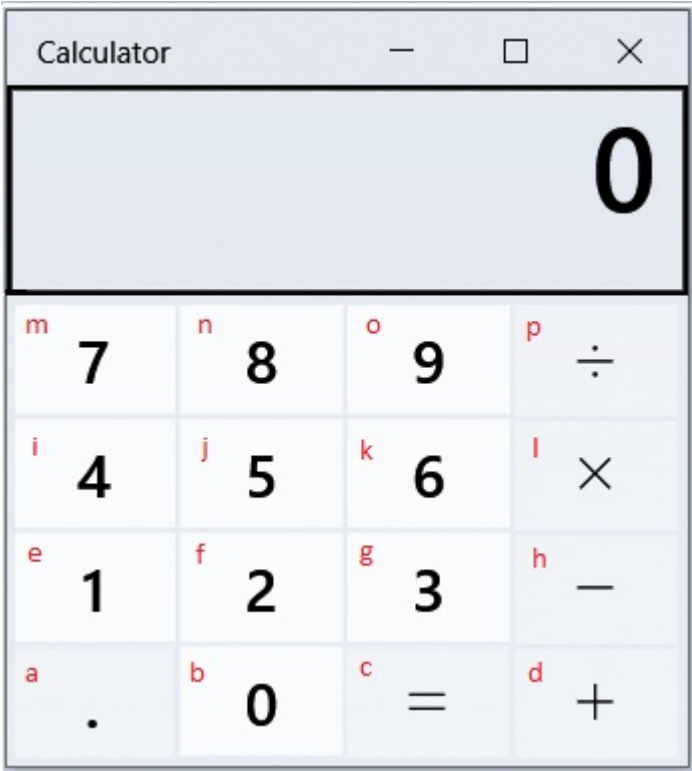 Calculator
0
m 7 n 8 o 9 p ÷
i 4 j 5 k 6 l ×
e 1 f 2 g 3 h −
a . b 0 c = d +